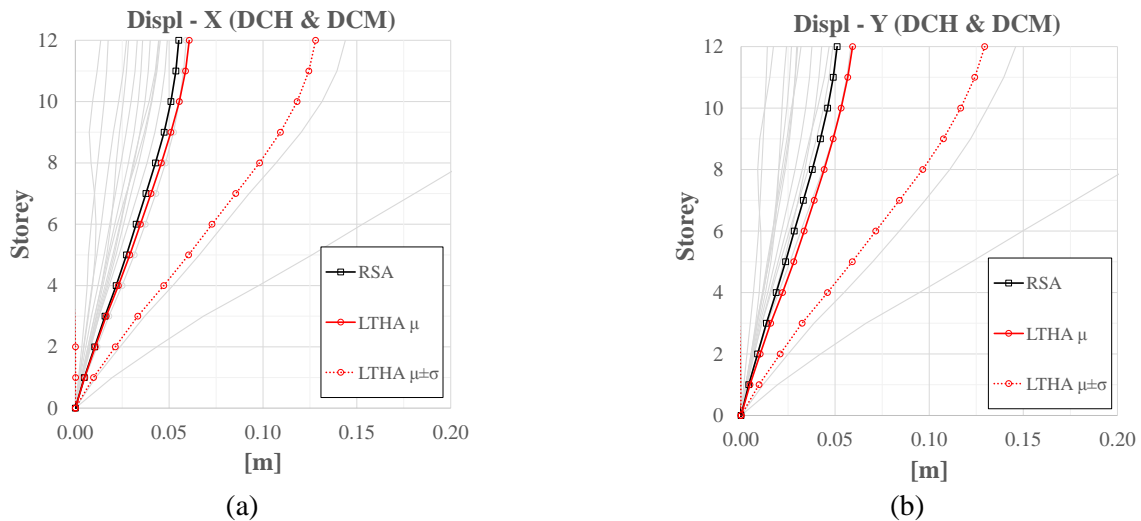 Displ - X (DCH & DCM)
12
10
8
6
4
2
0
Storey
RSA
LTHA μ
LTHA μ±σ
0.00 0.05 0.10 0.15 0.20
[m]
(a)
Displ - Y (DCH & DCM)
12
10
8
6
4
2
0
Storey
RSA
LTHA μ
LTHA μ±σ
0.00 0.05 0.10 0.15 0.20
[m]
(b)